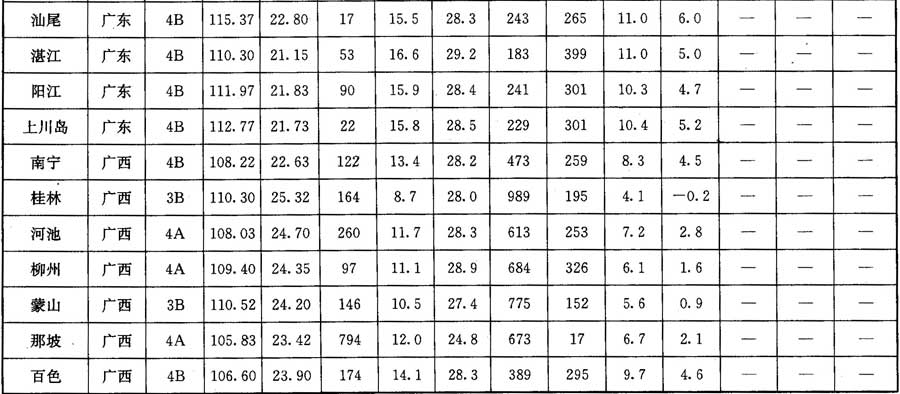 汕尾 广东 4B 115.37 22.80 17 15.5 28.3 243 265 11.0 6.0 — — —
湛江 广东 4B 110.30 21.15 53 16.6 29.2 183 399 11.0 5.0 — — —
阳江 广东 4B 111.97 21.83 90 15.9 28.4 241 301 10.3 4.7 — — —
上川岛 广东 4B 112.77 21.73 22 15.8 28.5 229 301 10.4 5.2 — — —
南宁 广西 4B 108.22 22.63 122 13.4 28.2 473 259 8.3 4.5 — — —
桂林 广西 3B 110.30 25.32 164 8.7 28.0 989 195 4.1 —0.2 — — —
河池 广西 4A 108.03 24.70 260 11.7 28.3 613 253 7.2 2.8 — — —
柳州 广西 4A 109.40 24.35 97 11.1 28.9 684 326 6.1 1.6 — — —
蒙山 广西 3B 110.52 24.20 146 10.5 27.4 775 152 5.6 0.9 — — —
那坡 广西 4A 105.83 23.42 794 12.0 24.8 673 17 6.7 2.1 — — —
百色 广西 4B 106.60 23.90 174 14.1 28.3 389 295 9.7 4.6 — — —